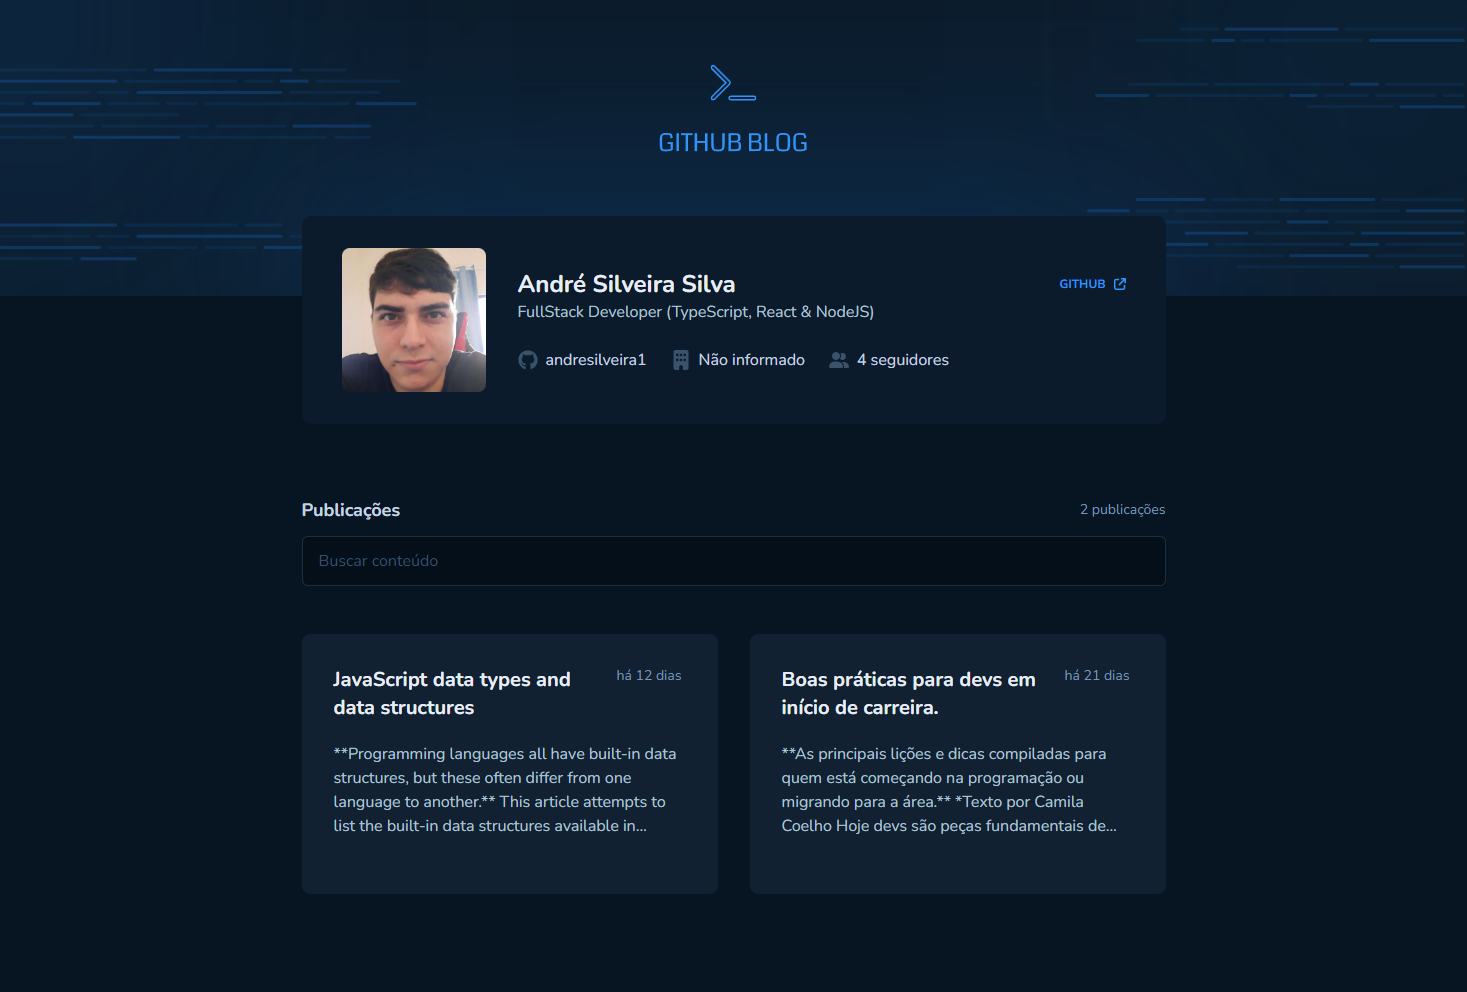 GITHUB BLOG
André Silveira Silva
GITHUB
FullStack Developer (TypeScript, React & NodeJS)
andresilveira1
Não informado
4 seguidores
Publicações
2 publicações
Buscar conteúdo
JavaScript data types and
data structures
há 12 dias
**Programming languages all have built-in data
structures, but these often differ from one
language to another.** This article attempts to
list the built-in data structures available in...
Boas práticas para devs em
início de carreira.
há 21 dias
**As principais lições e dicas compiladas para
quem está começando na programação ou
migrando para a área.** *Texto por Camila
Coelho Hoje devs são peças fundamentais de...